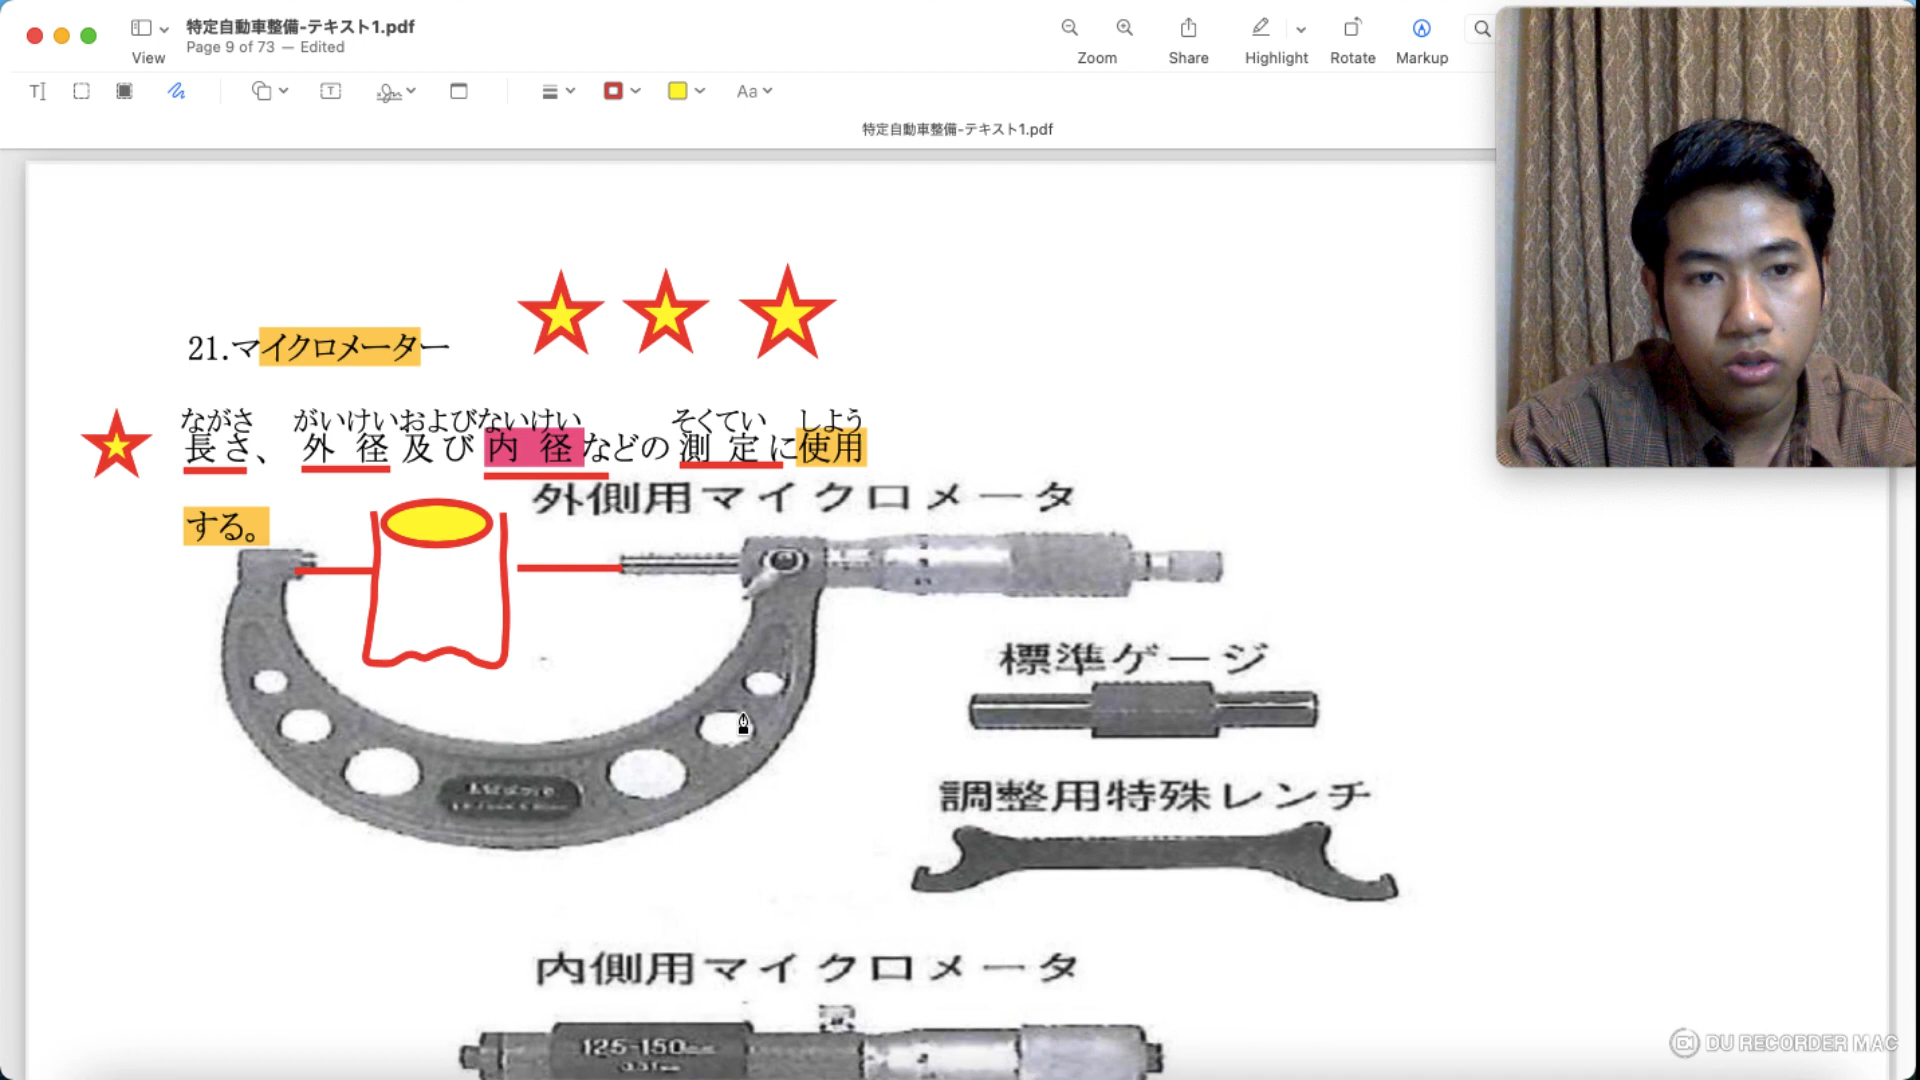 特定自動車整備-テキスト1.pdf
Page 9 of 73 — Edited
View
Zoom
Share
Highlight
Rotate
Markup
Aa
特定自動車整備-テキスト1.pdf
21.マイクロメーター
ながさ がいけいおよびないけい そくてい しよう
長さ、外径及び内径などの測定に使用
する。
外側用マイクロメータ
標準ゲージ
調整用特殊レンチ
内側用マイクロメータ
125-150mm
DU RECORDER MAC